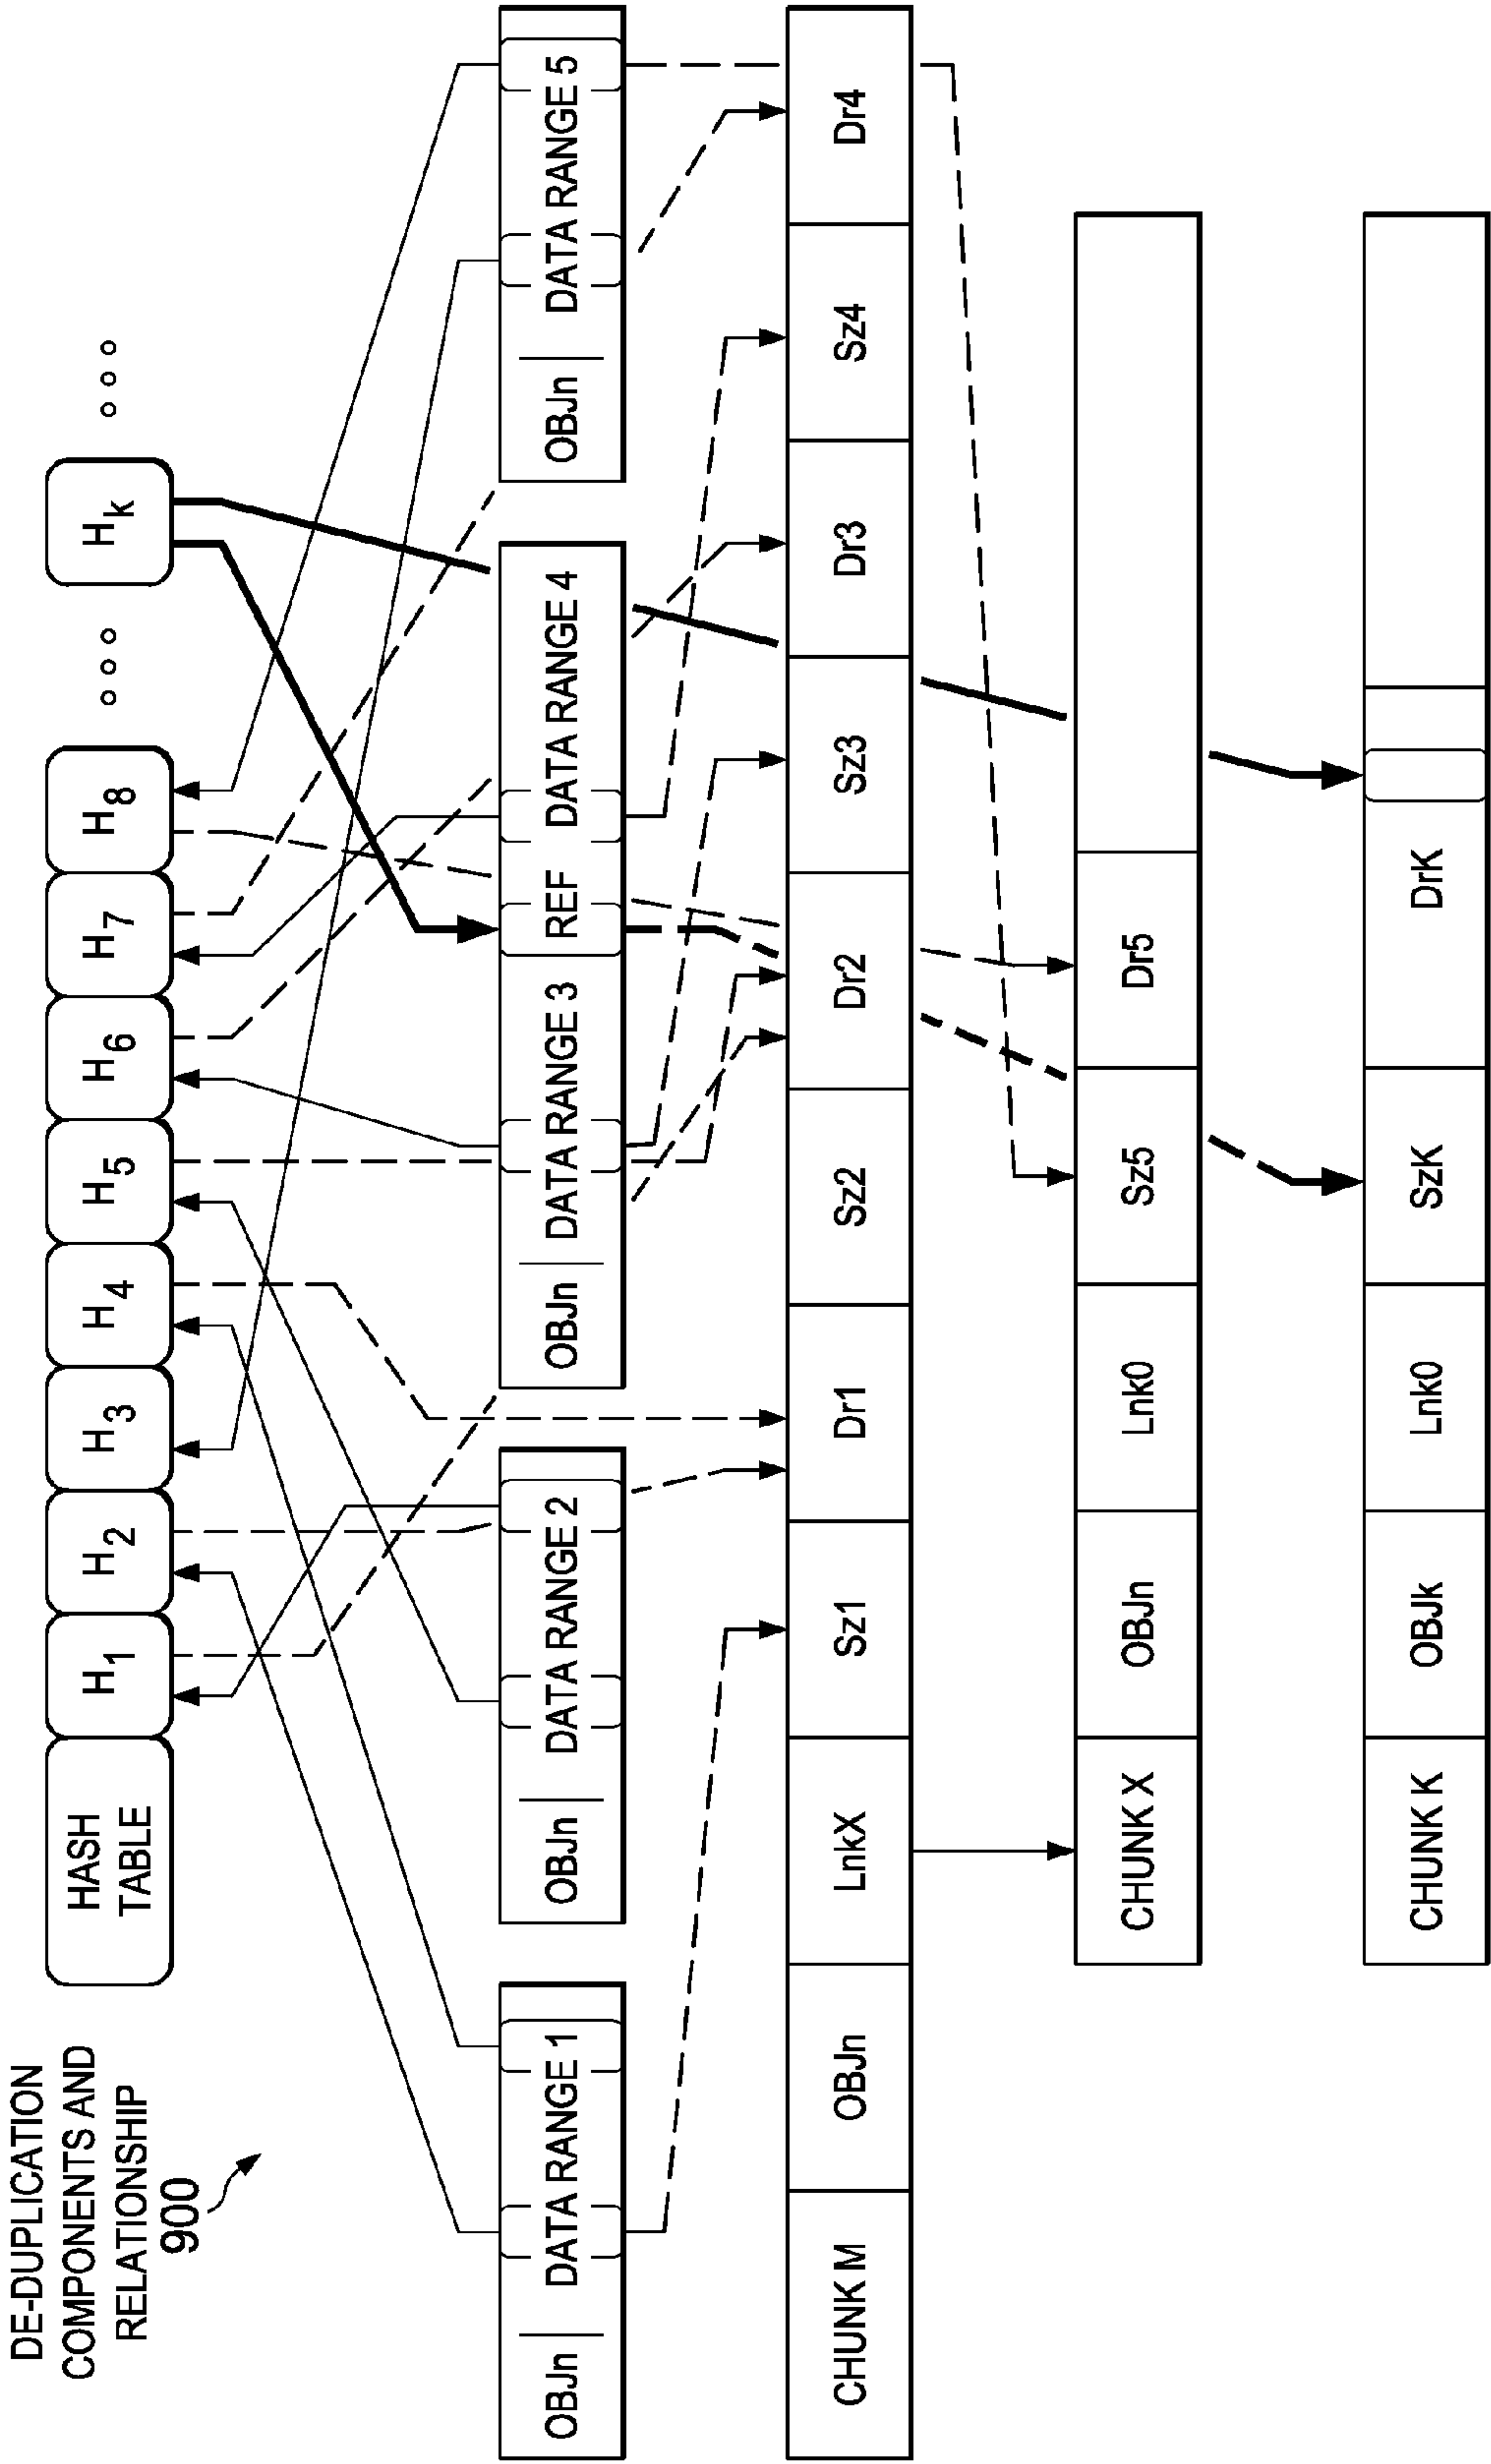 DE-DUPLICATION
COMPONENTS AND
RELATIONSHIP
900
HASH
TABLE
H1 H2 H3 H4 H5 H6 H7 H8 ooo Hk ooo
OBJn DATA RANGE 1
OBJn DATA RANGE 2
OBJn DATA RANGE 3 REF DATA RANGE 4
OBJn DATA RANGE 5
CHUNK M OBJn LnkX Sz1 Dr1 Sz2 Dr2 Sz3 Dr3 Sz4 Dr4
CHUNK X OBJn Lnk0 Sz5 Dr5
CHUNK K OBJk Lnk0 SzK DrK